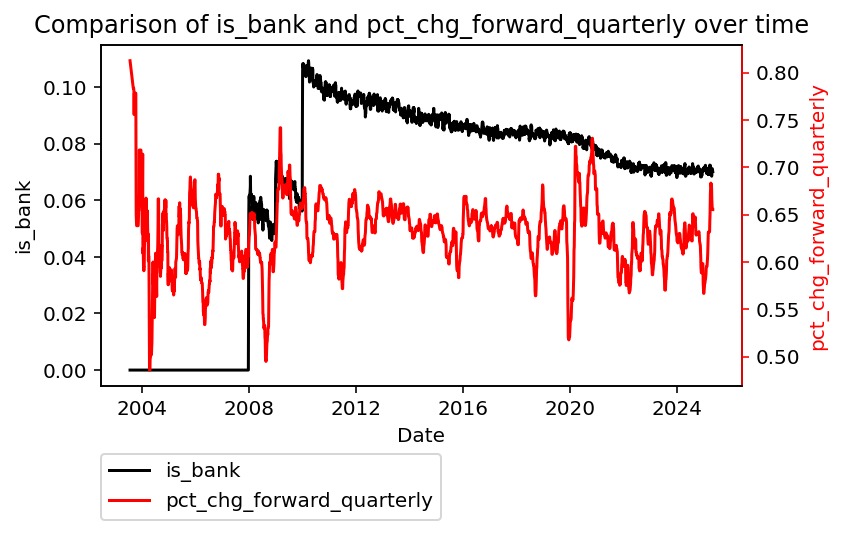 Comparison of is_bank and pct_chg_forward_quarterly over time
0.10
0.08
0.06
0.04
0.02
0.00
is_bank
0.80
0.75
0.70
0.65
0.60
0.55
0.50
pct_chg_forward_quarterly
2004 2008 2012 2016 2020 2024
Date
is_bank
pct_chg_forward_quarterly